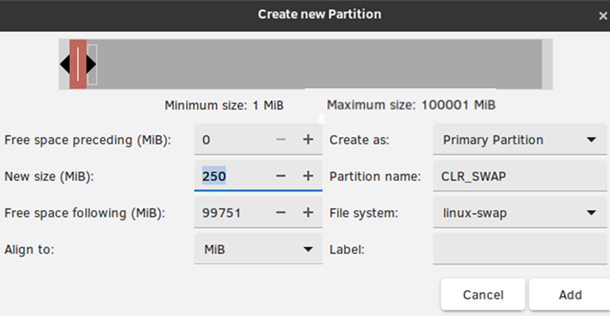 Create new Partition
Minimum size: 1 MiB Maximum size: 100001 MiB
Free space preceding (MiB): 0 Create as: Primary Partition
New size (MiB): 250 Partition name: CLR_SWAP
Free space following (MiB): 99751 File system: linux-swap
Align to: MiB Label:
Cancel Add